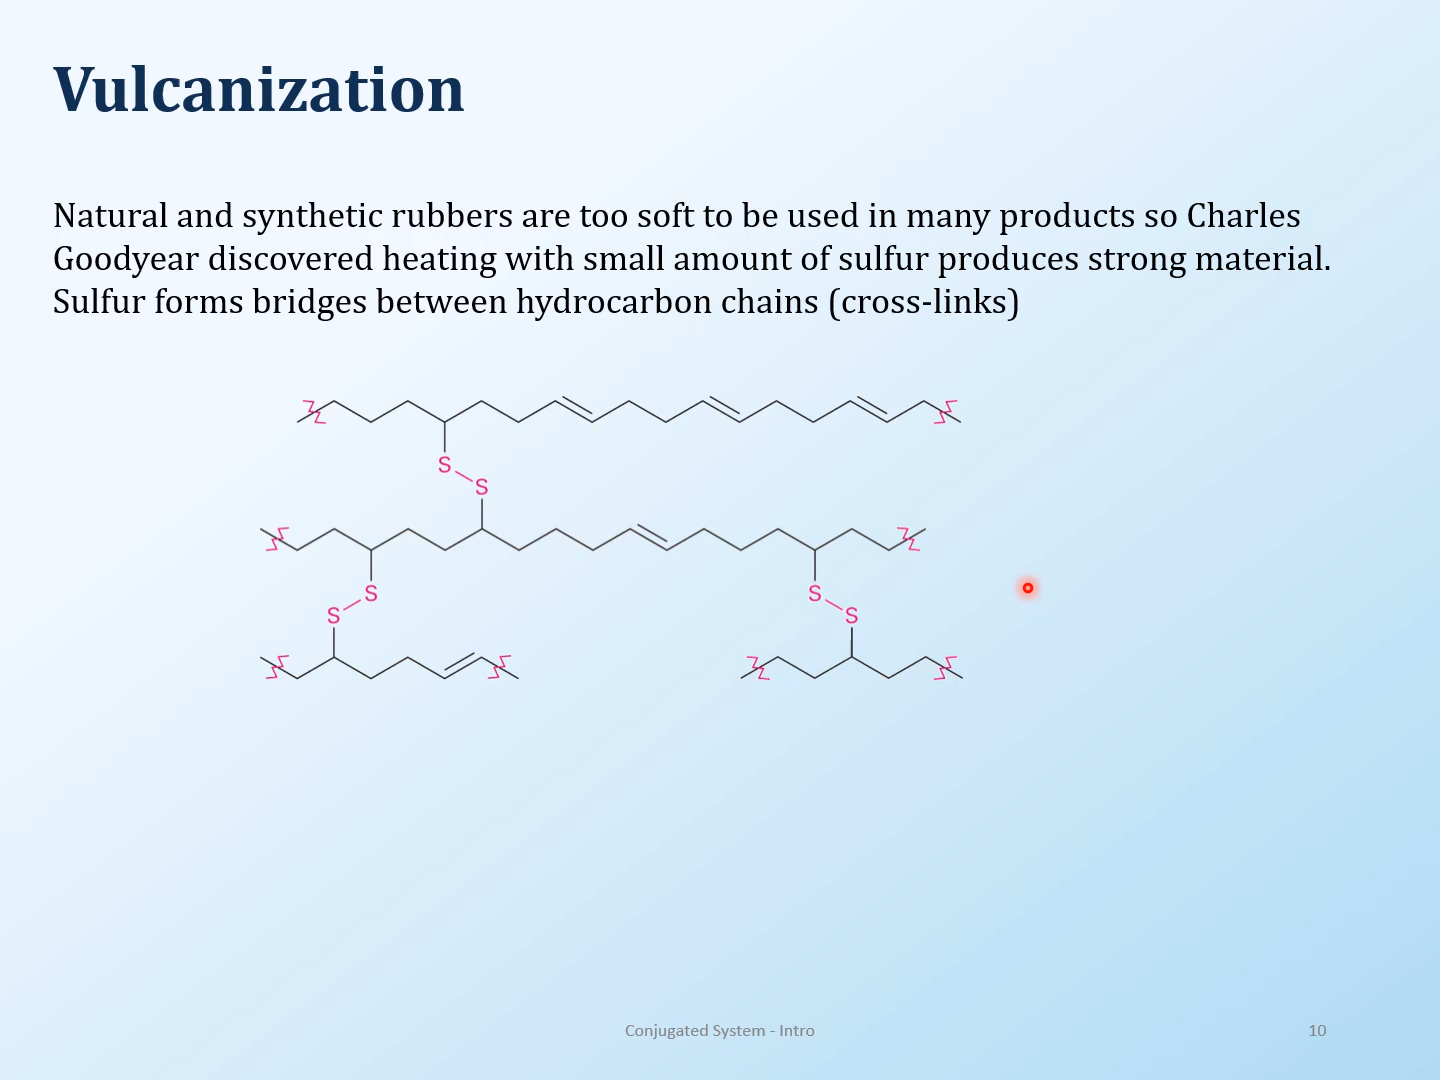 Vulcanization
Natural and synthetic rubbers are too soft to be used in many products so Charles
Goodyear discovered heating with small amount of sulfur produces strong material.
Sulfur forms bridges between hydrocarbon chains (cross-links)
S
S
S
S
S
S
Conjugated System - Intro
10